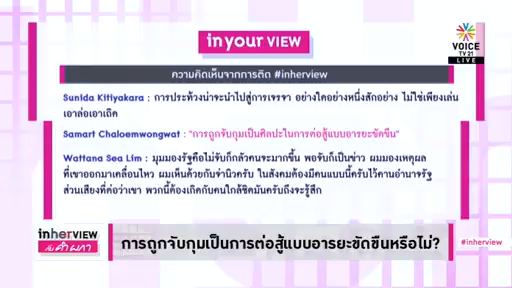 in your VIEW
VOICE
TV 21
LIVE
ความคิดเห็นจากการติด #inherview
Sunida Kitiyakara : การประท้วงน่าจะนำไปสู่การเจรจา อย่างใดอย่างหนึ่งสักอย่าง ไม่ใช่เพียงเล่น
เอาล่อเอาเถิด
Samart Chaloemwongwat : "การถูกจับกุมเป็นศิลปะในการต่อสู้แบบอารยะขัดขืน"
Wattana Sea Lim : มุมมองรัฐคือไม่จับก็กลัวคนจะมากขึ้น พอจับก็เป็นข่าว ผมมองเหตุผล
ที่เขาออกมาเคลื่อนไหว ผมเห็นด้วยกับจ่านิวครับ ในสังคมต้องมีคนแบบนี้ครับไว้คานอำนาจรัฐ
ส่วนเสียงที่ต่อว่าเขา พวกนี้ต้องเกิดกับคนใกล้ชิดมันครับถึงจะรู้สึก
inherVIEW
กับ คำ ผกา
การถูกจับกุมเป็นการต่อสู้แบบอารยะขัดขืนหรือไม่?
#inherview